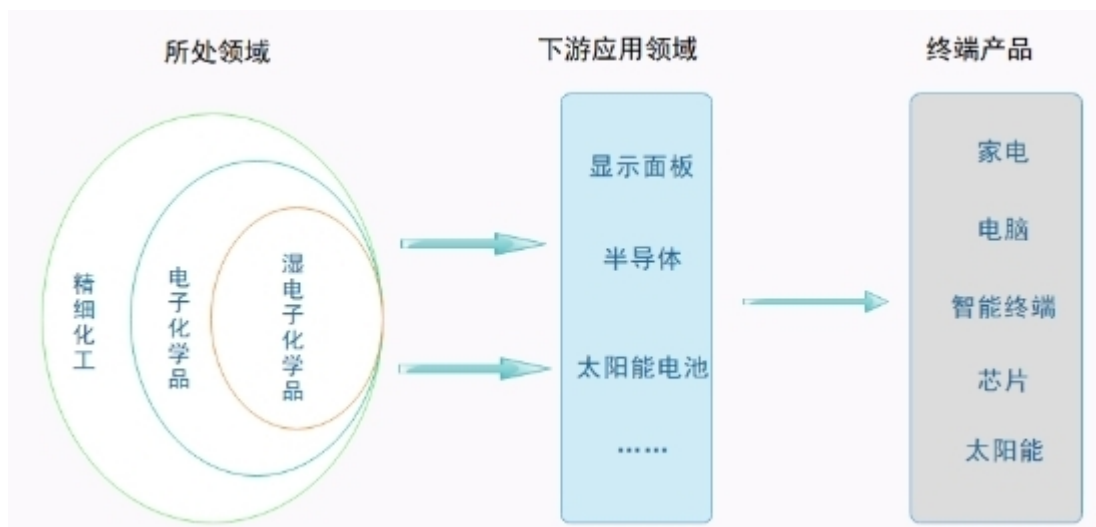 所处领域
下游应用领域
终端产品
精细化工
电子化学品
湿电子化学品
显示面板
半导体
太阳能电池
……
家电
电脑
智能终端
芯片
太阳能